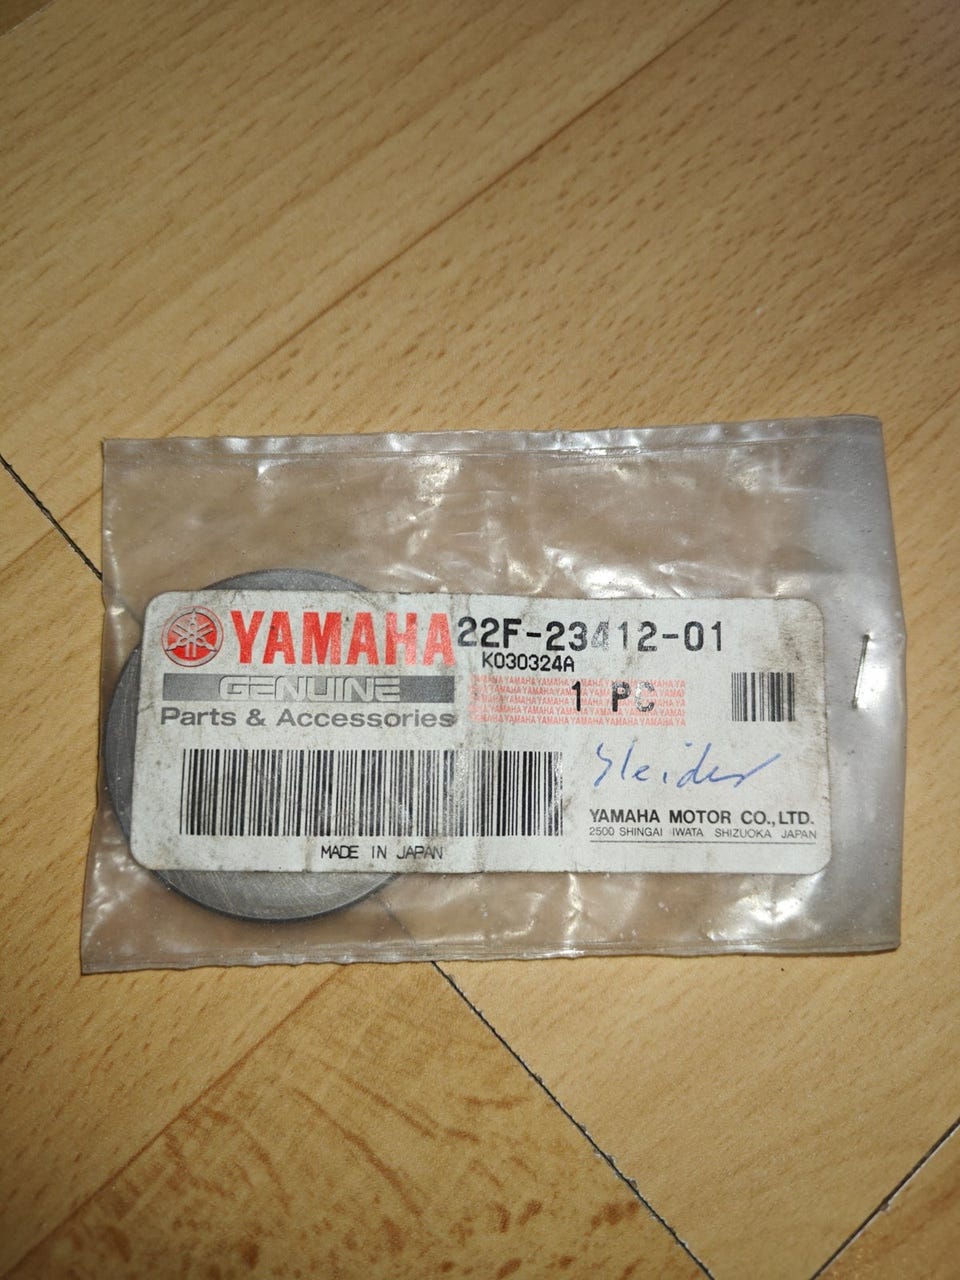 YAMAHA 22F-23412-01
K030324A
GENUINE
1 PC
Parts & Accessories
YAMAHA MOTOR CO.,LTD.
2500 SHINGAI IWATA SHIZUOKA JAPAN
MADE IN JAPAN